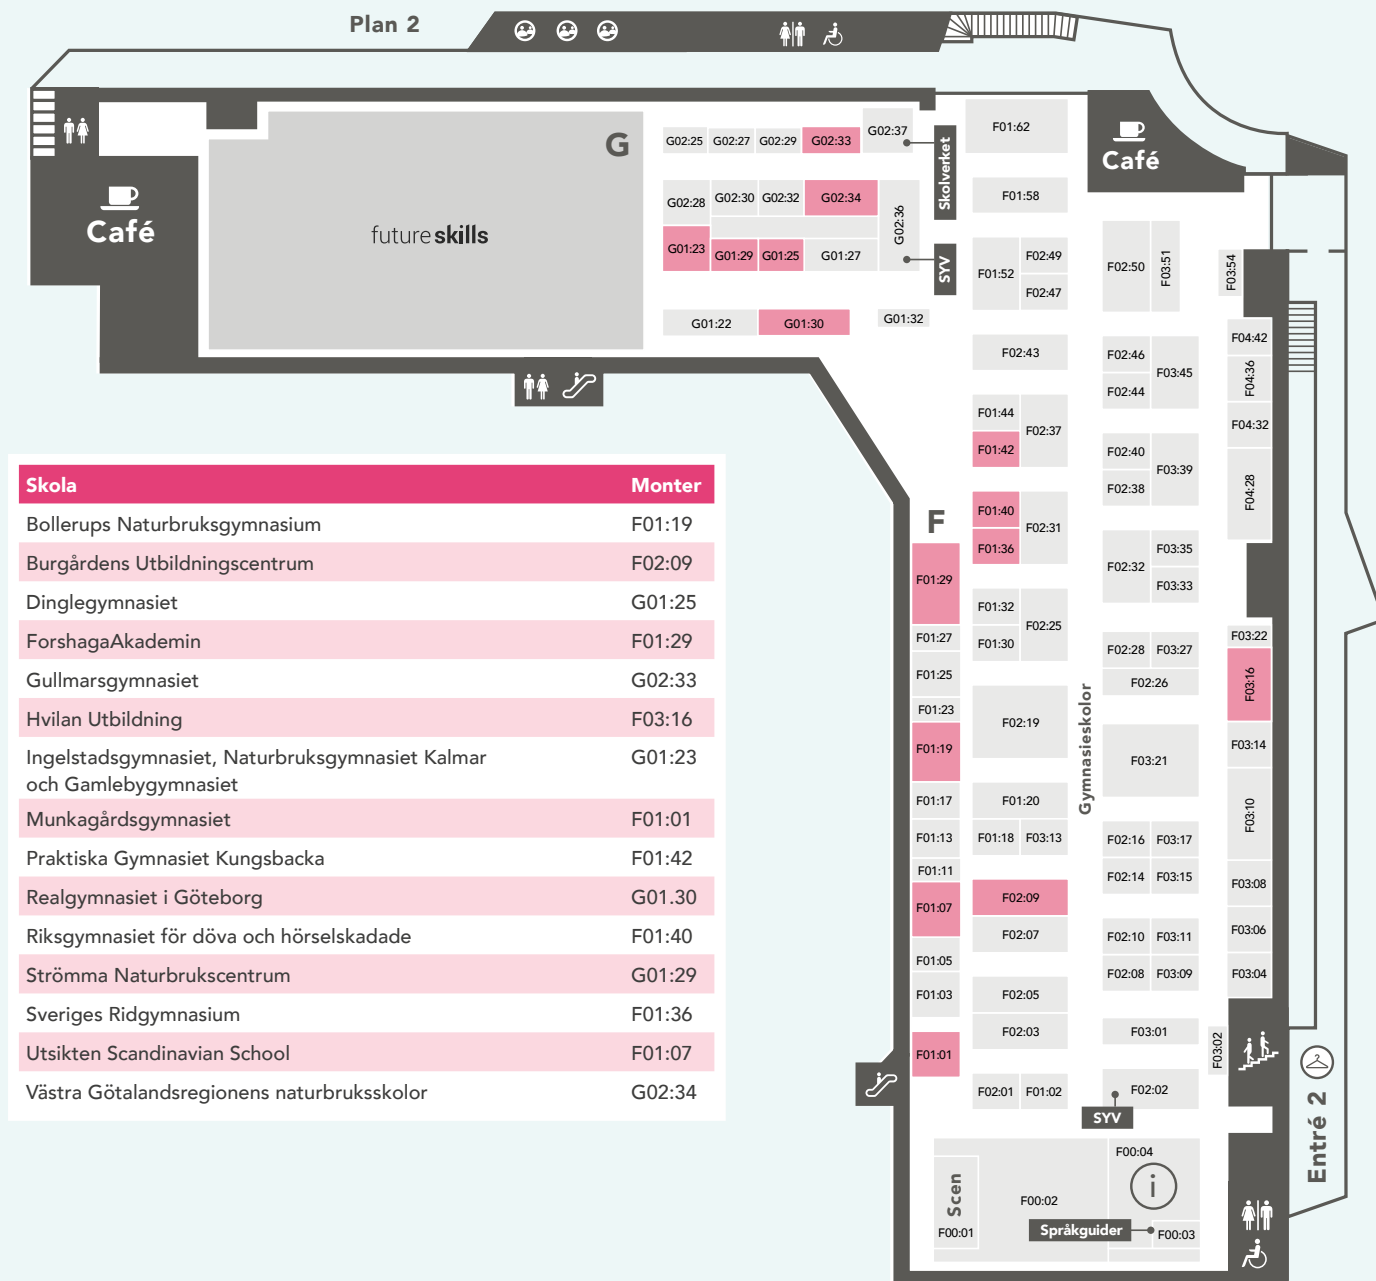 Plan 2
Café
G
future skills
G02:25
G02:27
G02:29
G02:33
G02:37
Skolverket
G02:28
G02:30
G02:32
G02:34
G02:36
G01:23
G01:29
G01:25
G01:27
SYV
G01:22
G01:30
G01:32
F01:62
Café
F01:58
F01:52
F02:49
F02:47
F02:50
F03:51
F03:54
F02:43
F02:46
F02:44
F03:45
F04:42
F04:36
F04:32
F04:28
F01:44
F01:42
F02:37
F02:40
F02:38
F03:39
F
F01:40
F01:36
F02:31
F02:32
F03:35
F03:33
F01:29
F01:27
F01:25
F01:23
F01:19
F01:17
F01:13
F01:11
F01:07
F01:05
F01:03
F01:01
F01:32
F01:30
F02:25
F02:19
F01:20
F01:18
F03:13
F02:09
F02:07
F02:05
F02:03
F02:01
F01:02
Gymnasieskolor
F02:28
F03:27
F02:26
F03:21
F02:16
F03:17
F02:14
F03:15
F02:10
F03:11
F02:08
F03:09
F03:01
F02:02
SYV
F03:22
F03:16
F03:14
F03:10
F03:08
F03:06
F03:04
F03:02
Entré 2
F00:04
i
Scen
F00:02
F00:01
Språkguider
F00:03
Skola Monter
Bollerups Naturbruksgymnasium F01:19
Burgårdens Utbildningscentrum F02:09
Dinglegymnasiet G01:25
ForshagaAkademin F01:29
Gullmarsgymnasiet G02:33
Hvilan Utbildning F03:16
Ingelstadsgymnasiet, Naturbruksgymnasiet Kalmar G01:23
och Gamlebygymnasiet
Munkagårdsgymnasiet F01:01
Praktiska Gymnasiet Kungsbacka F01:42
Realgymnasiet i Göteborg G01.30
Riksgymnasiet för döva och hörselskadade F01:40
Strömma Naturbrukscentrum G01:29
Sveriges Ridgymnasium F01:36
Utsikten Scandinavian School F01:07
Västra Götalandsregionens naturbruksskolor G02:34